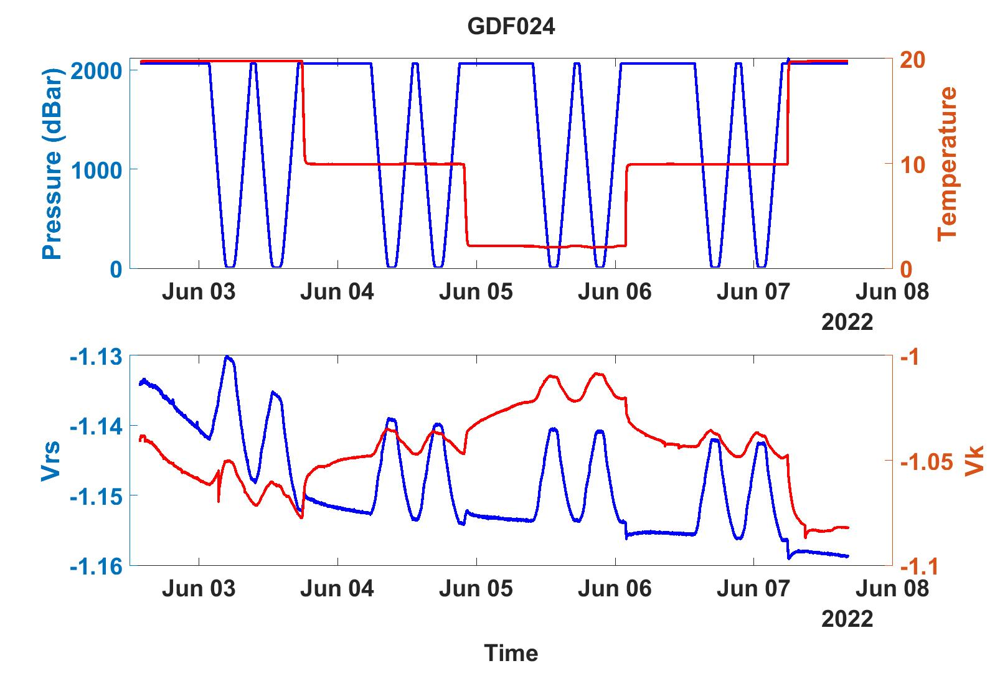 GDF024
Pressure (dBar)
2000
1000
0
20
10
0
Temperature
Jun 03 Jun 04 Jun 05 Jun 06 Jun 07 Jun 08
2022
Vrs
-1.13
-1.14
-1.15
-1.16
-1
-1.05
-1.1
Vk
Jun 03 Jun 04 Jun 05 Jun 06 Jun 07 Jun 08
2022
Time